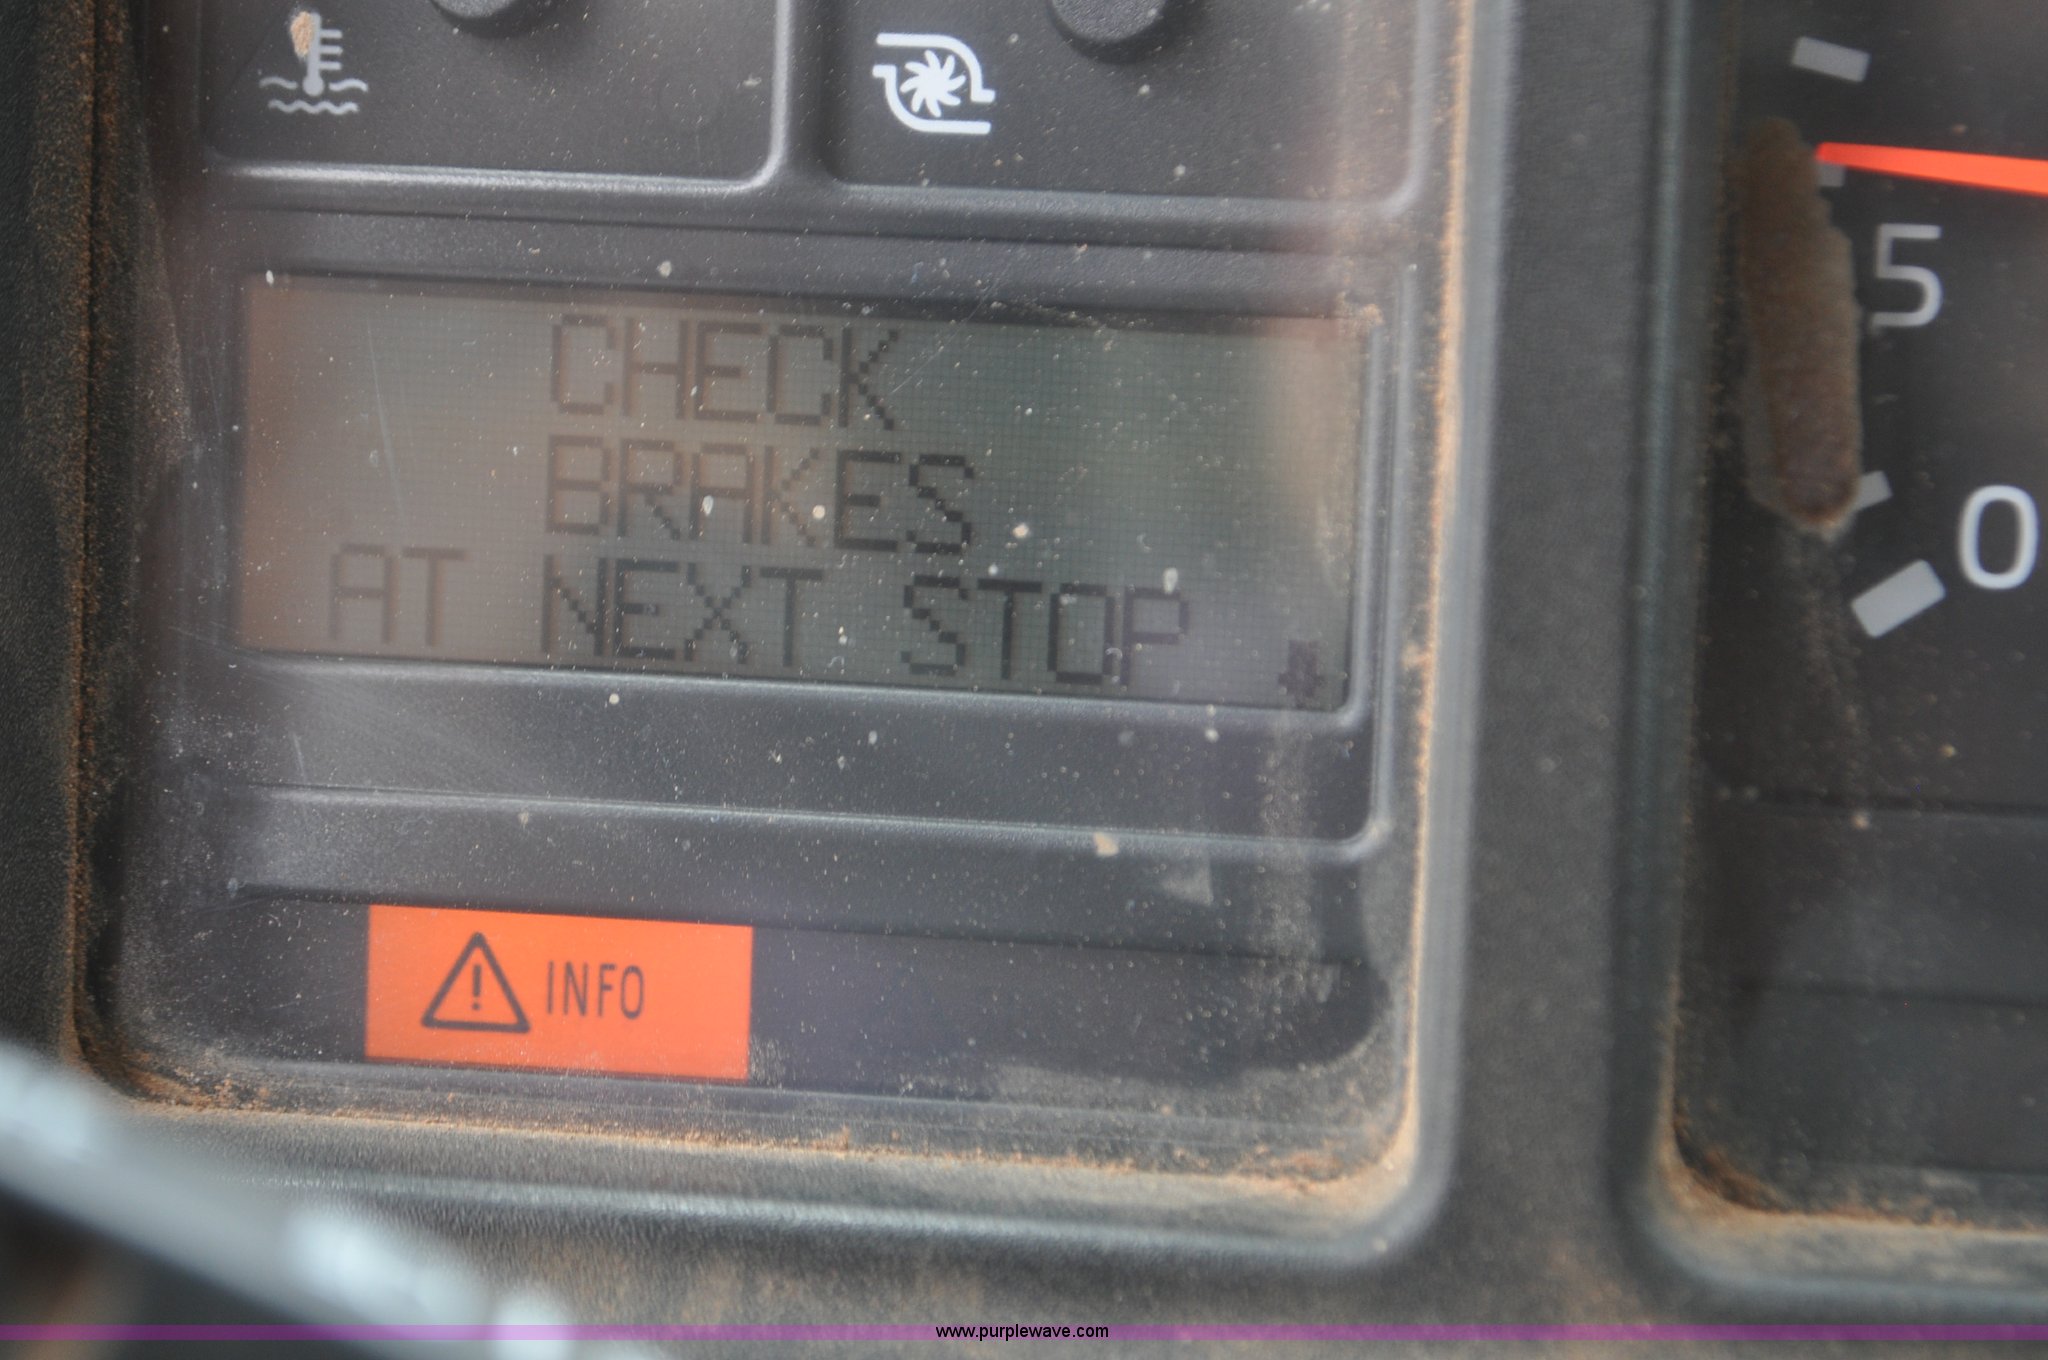 CHECK
BRAKES
AT NEXT STOP
5
0
INFO
www.purplewave.com